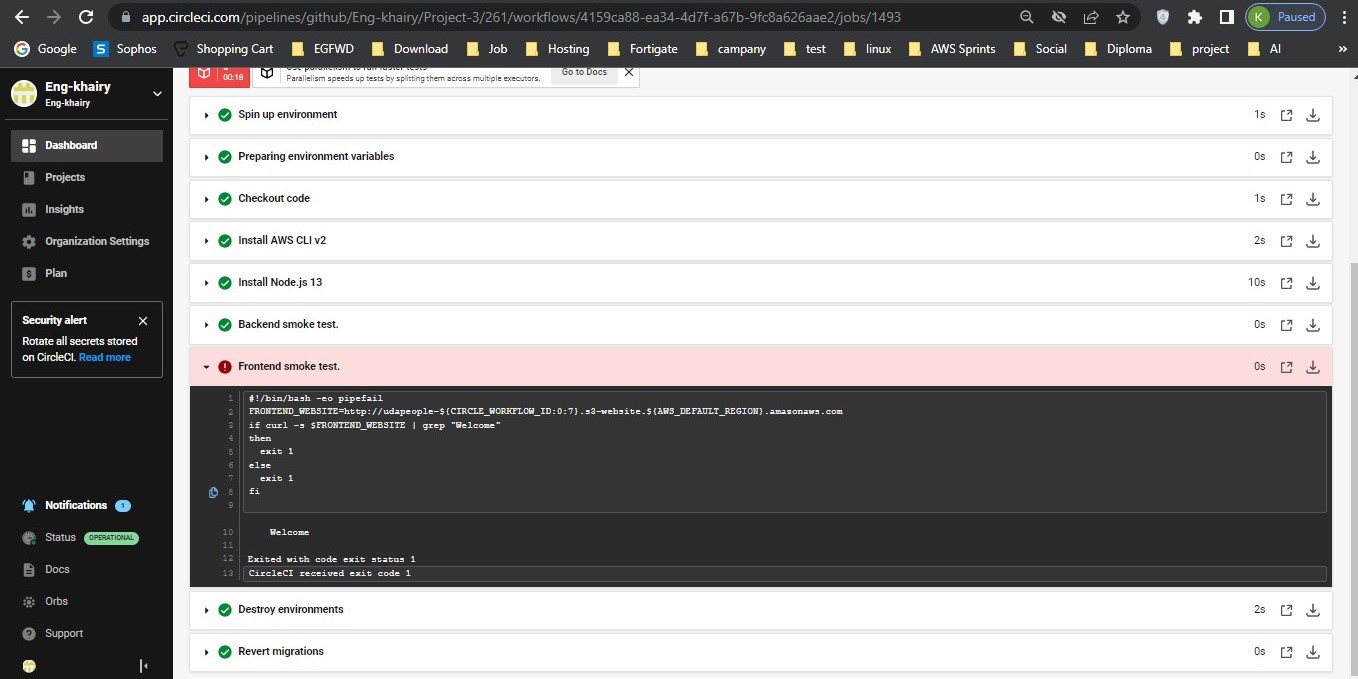 app.circleci.com/pipelines/github/Eng-khairy/Project-3/261/workflows/4159ca88-ea34-4d7f-a67b-9fc8a626aae2/jobs/1493
K Paused
Google Sophos Shopping Cart EGFWD Download Job Hosting Fortigate campany test linux AWS Sprints Social Diploma project AI »
Eng-khairy
Eng-khairy
Dashboard
Projects
Insights
Organization Settings
Plan
Security alert
Rotate all secrets stored
on CircleCI. Read more
Notifications 1
Status OPERATIONAL
Docs
Orbs
Support
00:18
Use parallelism to run faster tests
Parallelism speeds up tests by splitting them across multiple executors.
Go to Docs
Spin up environment 1s
Preparing environment variables 0s
Checkout code 1s
Install AWS CLI v2 2s
Install Node.js 13 10s
Backend smoke test. 0s
Frontend smoke test. 0s
1 #!/bin/bash -eo pipefail
2 FRONTEND_WEBSITE=http://udapeople-${CIRCLE_WORKFLOW_ID:0:7}.s3-website.${AWS_DEFAULT_REGION}.amazonaws.com
3 if curl -s $FRONTEND_WEBSITE | grep "Welcome"
4 then
5 exit 1
6 else
7 exit 1
8 fi
9
10 Welcome
11
12 Exited with code exit status 1
13 CircleCI received exit code 1
Destroy environments 2s
Revert migrations 0s